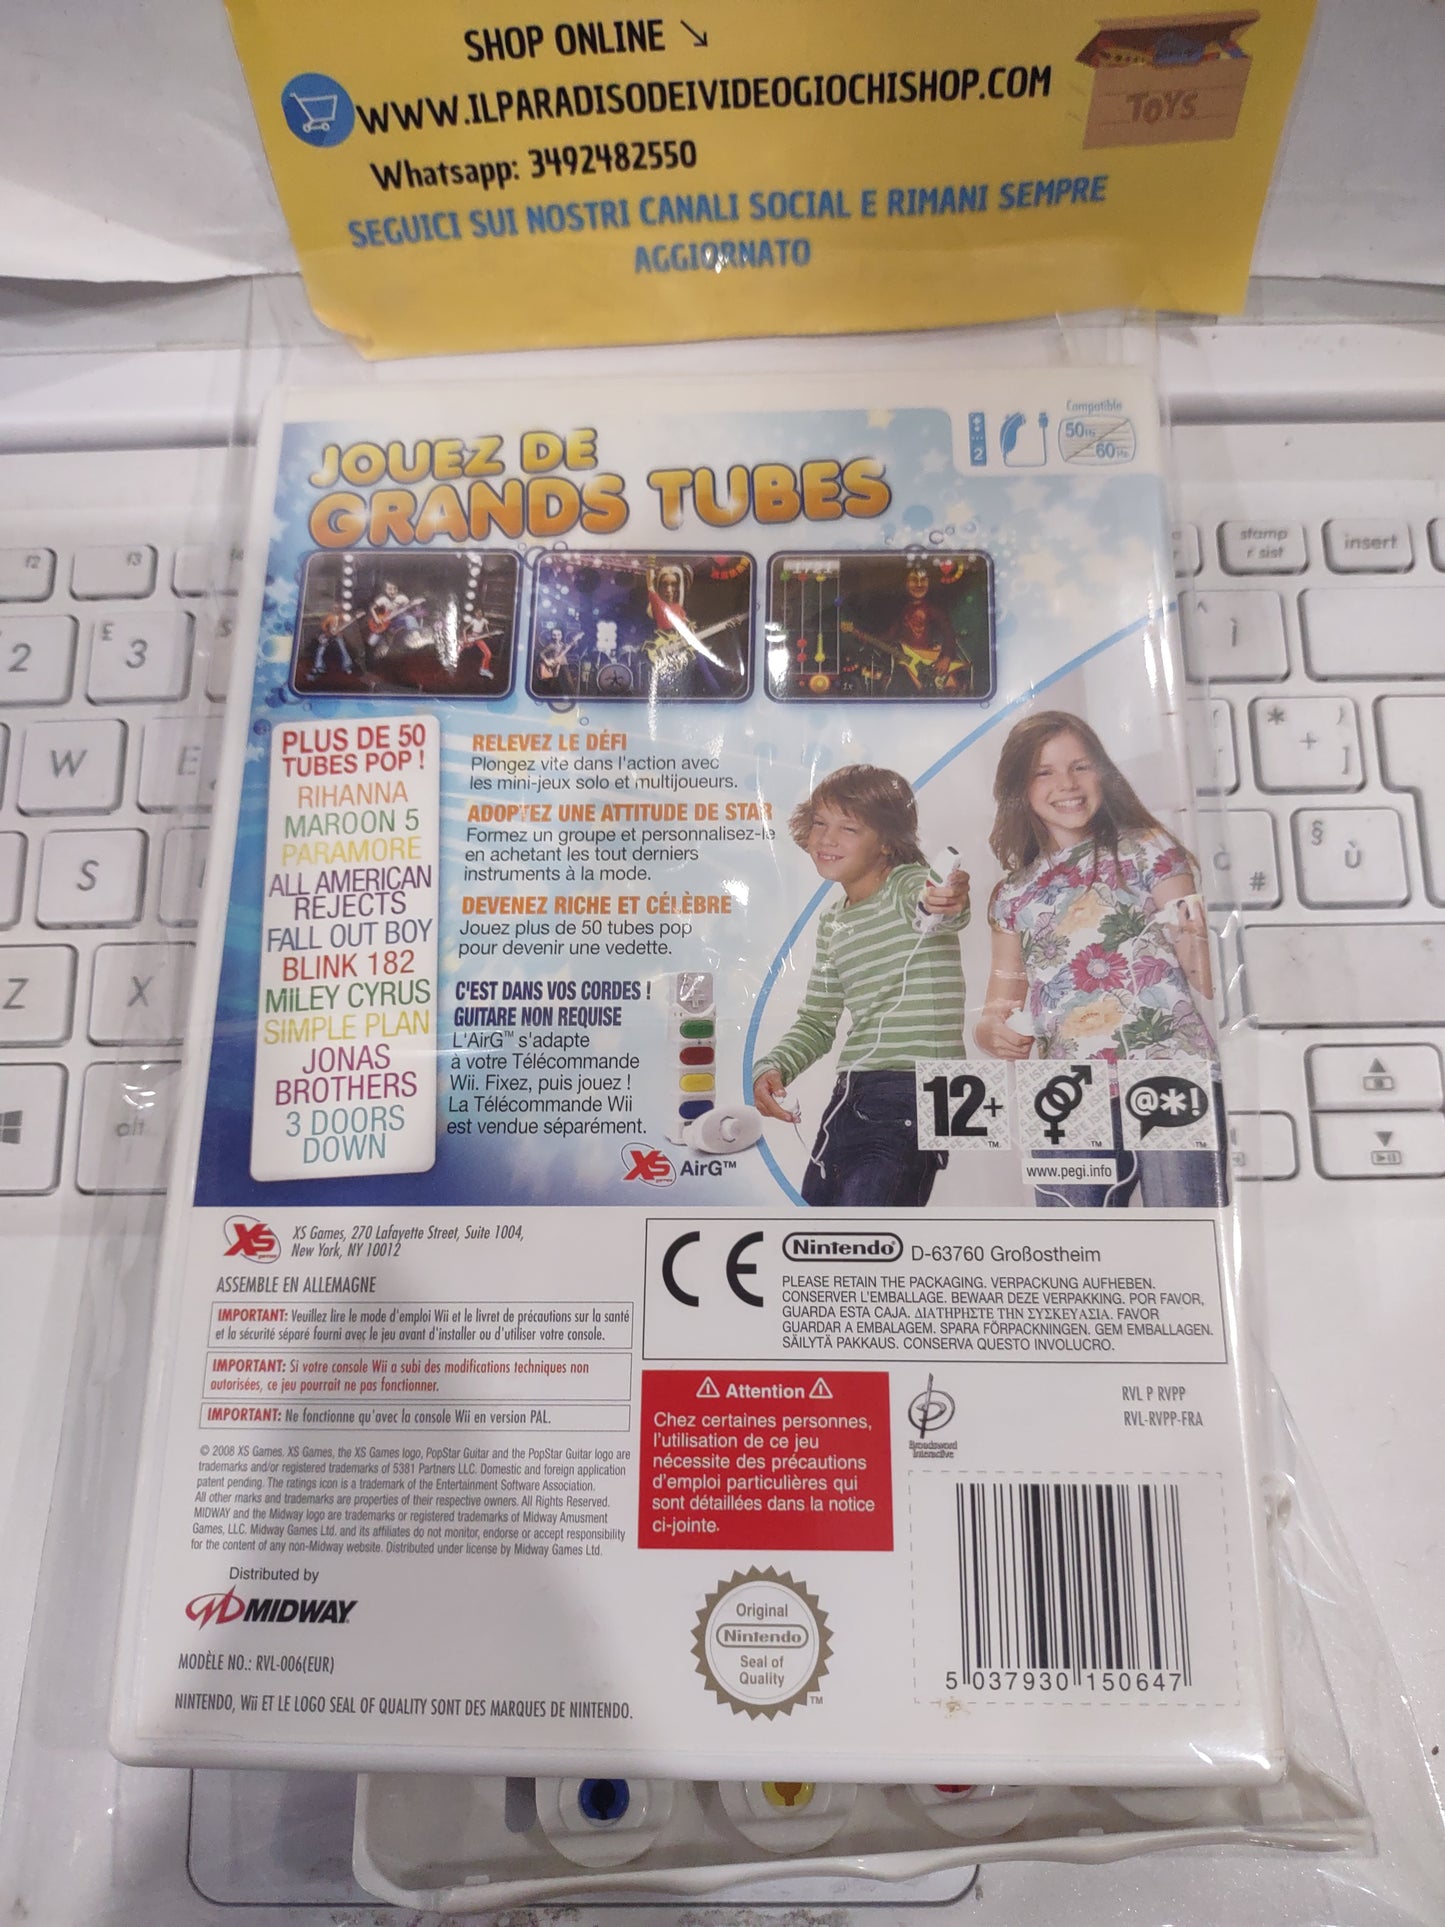 SHOP ONLINE ↘
WWW.ILPARADISODEIVIDEOGIOCHISHOP.COM
TOYS
Whatsapp: 3492482550
SEGUICI SUI NOSTRI CANALI SOCIAL E RIMANI SEMPRE
AGGIORNATO
JOUEZ DE
GRANDS TUBES
2
Compatible
50Hz
60Hz
PLUS DE 50
TUBES POP !
RIHANNA
MAROON 5
PARAMORE
ALL AMERICAN
REJECTS
FALL OUT BOY
BLINK 182
MILEY CYRUS
SIMPLE PLAN
JONAS
BROTHERS
3 DOORS
DOWN
RELEVEZ LE DÉFI
Plongez vite dans l'action avec
les mini-jeux solo et multijoueurs.
ADOPTEZ UNE ATTITUDE DE STAR
Formez un groupe et personnalisez-le
en achetant les tout derniers
instruments à la mode.
DEVENEZ RICHE ET CÉLÈBRE
Jouez plus de 50 tubes pop
pour devenir une vedette.
C'EST DANS VOS CORDES !
GUITARE NON REQUISE
L'AirG™ s'adapte
à votre Télécommande
Wii. Fixez, puis jouez !
La Télécommande Wii
est vendue séparément.
XS games AirG™
12+
@*!
www.pegi.info
XS games
XS Games, 270 Lafayette Street, Suite 1004,
New York, NY 10012
ASSEMBLE EN ALLEMAGNE
IMPORTANT: Veuillez lire le mode d'emploi Wii et le livret de précautions sur la santé
et la sécurité séparé fourni avec le jeu avant d'installer ou d'utiliser votre console.
IMPORTANT: Si votre console Wii a subi des modifications techniques non
autorisées, ce jeu pourrait ne pas fonctionner.
IMPORTANT: Ne fonctionne qu'avec la console Wii en version PAL.
© 2008 XS Games. XS Games, the XS Games logo, PopStar Guitar and the PopStar Guitar logo are
trademarks and/or registered trademarks of 5381 Partners LLC. Domestic and foreign application
patent pending. The ratings icon is a trademark of the Entertainment Software Association.
All other marks and trademarks are properties of their respective owners. All Rights Reserved.
MIDWAY and the Midway logo are trademarks or registered trademarks of Midway Amusment
Games, LLC. Midway Games Ltd. and its affiliates do not monitor, endorse or accept responsibility
for the content of any non-Midway website. Distributed under license by Midway Games Ltd.
Distributed by
MIDWAY
MODÈLE NO.: RVL-006(EUR)
NINTENDO, Wii ET LE LOGO SEAL OF QUALITY SONT DES MARQUES DE NINTENDO.
CE
Nintendo® D-63760 Großostheim
PLEASE RETAIN THE PACKAGING. VERPACKUNG AUFHEBEN.
CONSERVER L'EMBALLAGE. BEWAAR DEZE VERPAKKING. POR FAVOR,
GUARDA ESTA CAJA. ΔΙΑΤΗΡΗΣΤΕ ΤΗΝ ΣΥΣΚΕΥΑΣΙΑ. FAVOR
GUARDAR A EMBALAGEM. SPARA FÖRPACKNINGEN. GEM EMBALLAGEN.
SÄILYTÄ PAKKAUS. CONSERVA QUESTO INVOLUCRO.
⚠ Attention ⚠
Chez certaines personnes,
l'utilisation de ce jeu
nécessite des précautions
d'emploi particulières qui
sont détaillées dans la notice
ci-jointe.
Broadsword
Interactive
RVL P RVPP
RVL-RVPP-FRA
Original
Nintendo
Seal of
Quality
TM
5 037930 150647
f2
f3
2
£ 3
W
E
S
Z
X
alt
stamp
r sist
insert
^ ì
* +
]
§ ù
#